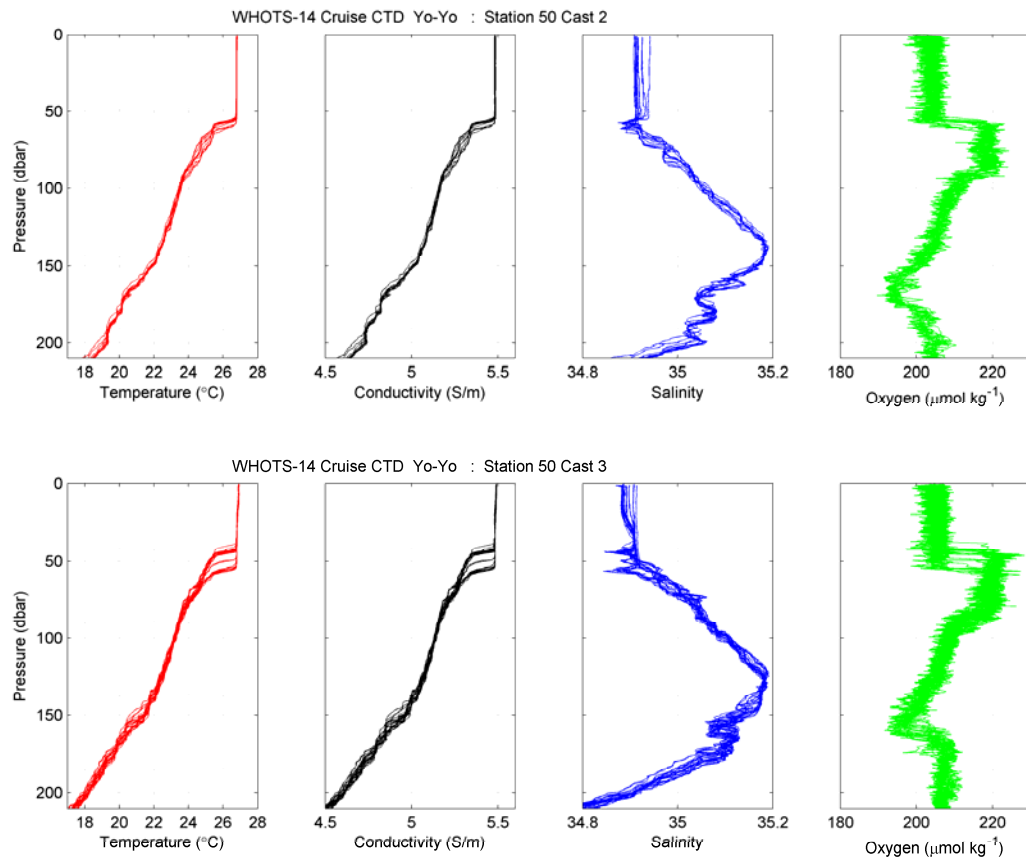 WHOTS-14 Cruise CTD Yo-Yo : Station 50 Cast 2
0
50
100
150
200
Pressure (dbar)
18 20 22 24 26 28
Temperature (°C)
4.5 5 5.5
Conductivity (S/m)
34.8 35 35.2
Salinity
200 210 220
Oxygen (μmol kg⁻¹)
WHOTS-14 Cruise CTD Yo-Yo : Station 50 Cast 3
0
50
100
150
200
Pressure (dbar)
18 20 22 24 26 28
Temperature (°C)
4.5 5 5.5
Conductivity (S/m)
34.8 35 35.2
Salinity
200 210 220
Oxygen (μmol kg⁻¹)